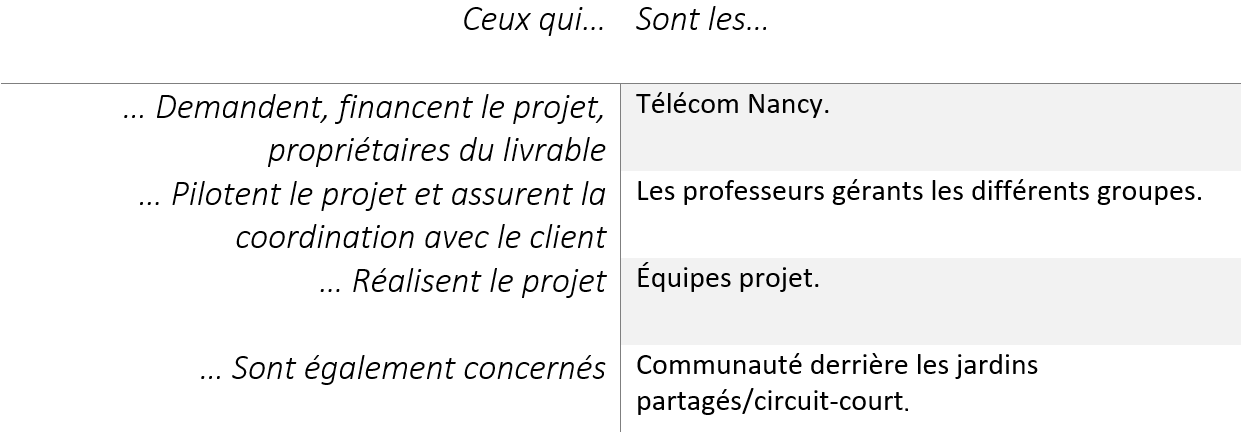 Ceux qui... Sont les...
... Demandent, financent le projet, Télécom Nancy.
propriétaires du livrable
... Pilotent le projet et assurent la Les professeurs gérants les différents groupes.
coordination avec le client
... Réalisent le projet Équipes projet.
... Sont également concernés Communauté derrière les jardins
partagés/circuit-court.